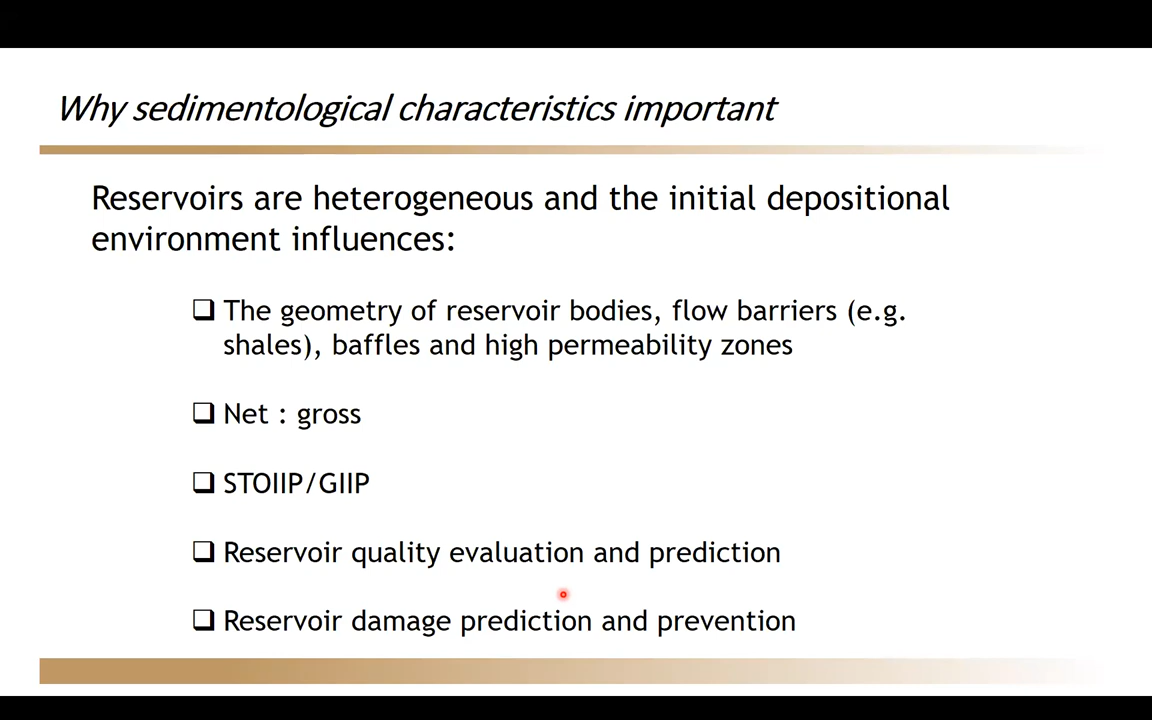 Why sedimentological characteristics important
Reservoirs are heterogeneous and the initial depositional
environment influences:
❑ The geometry of reservoir bodies, flow barriers (e.g.
shales), baffles and high permeability zones
❑ Net : gross
❑ STOIIP/GIIP
❑ Reservoir quality evaluation and prediction
❑ Reservoir damage prediction and prevention